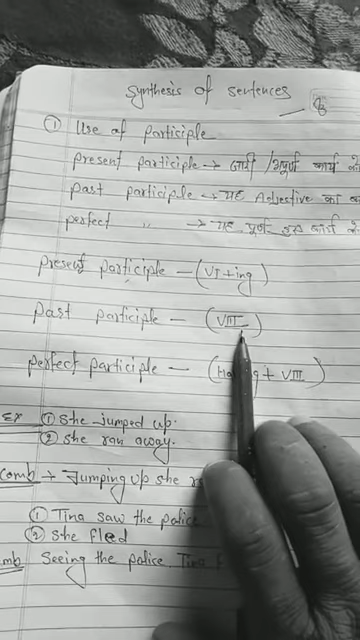 Synthesis of sentences
① Use of participle
present participle → जारी /अपूर्ण कार्य
past participle → यह Adjective का
perfect " → यह पूर्ण हुए कार्य
present participle – (VI + ing)
past participle – (VIII)
perfect participle – ( + VIII)
Ex ① She jumped up.
② she ran away.
Comb → Jumping up she
① Tina saw the police
② She fled
Seeing the police Tina